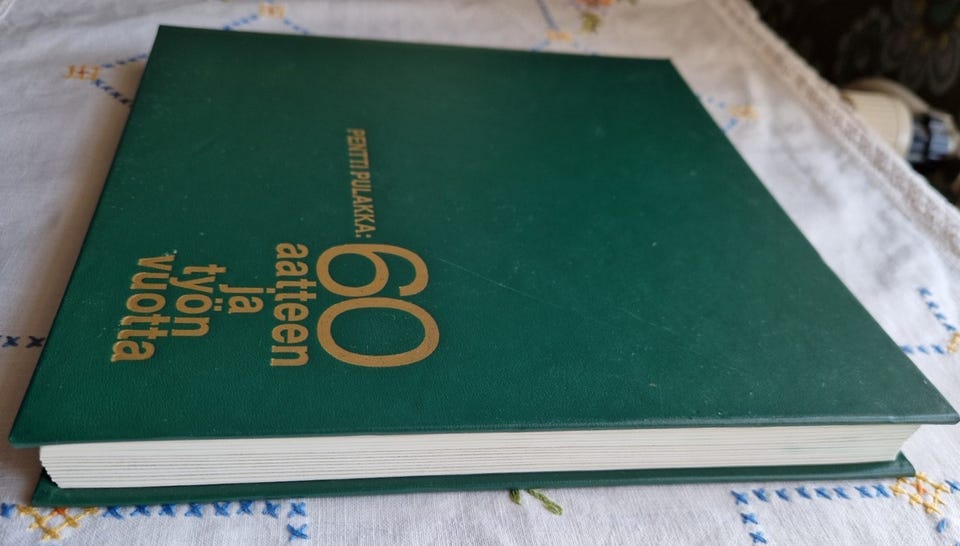 PENTTI PULAKKA:
60
aatteen
ja
työn
vuotta